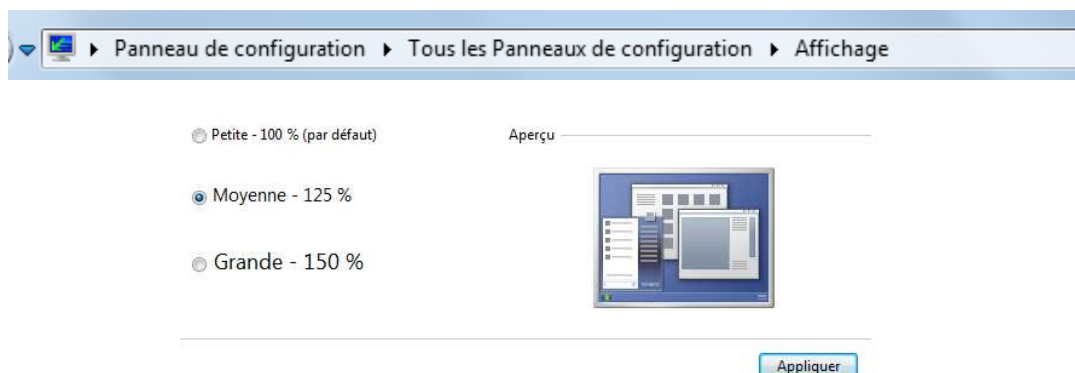 Panneau de configuration Tous les Panneaux de configuration Affichage
Petite - 100 % (par défaut)
Aperçu
Moyenne - 125 %
Grande - 150 %
Appliquer